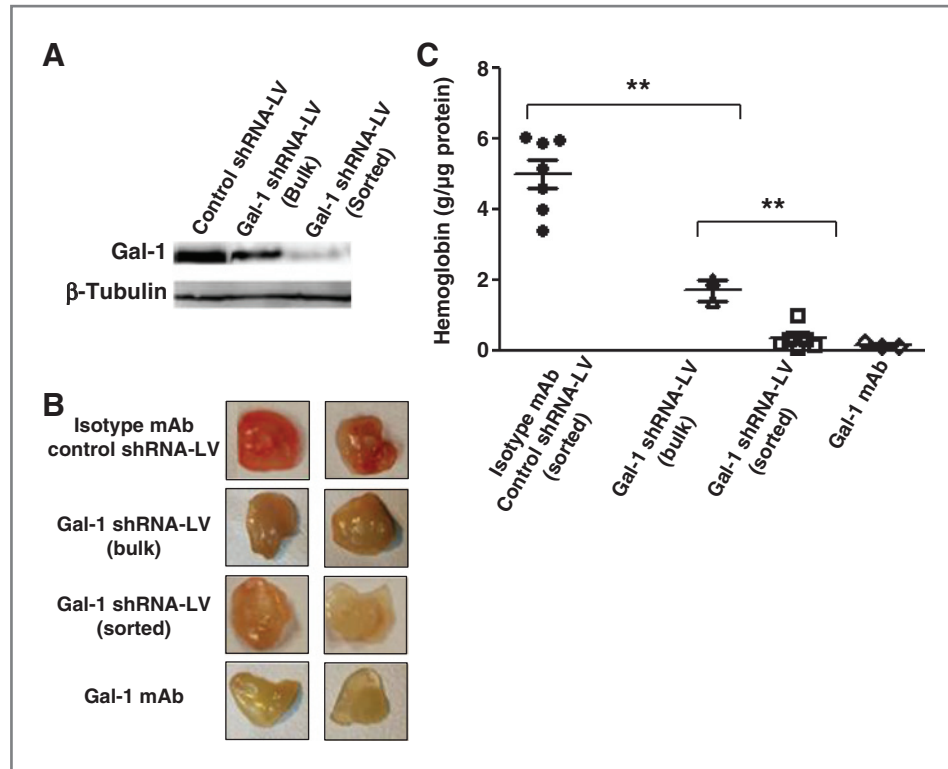 A
Control shRNA-LV
Gal-1 shRNA-LV
(Bulk)
Gal-1 shRNA-LV
(Sorted)
Gal-1
β-Tubulin
B
Isotype mAb
control shRNA-LV
Gal-1 shRNA-LV
(bulk)
Gal-1 shRNA-LV
(sorted)
Gal-1 mAb
C
Hemoglobin (g/μg protein)
8
6
4
2
0
**
**
Isotype mAb
Control shRNA-LV
(sorted)
Gal-1 shRNA-LV
(bulk)
Gal-1 shRNA-LV
(sorted)
Gal-1 mAb